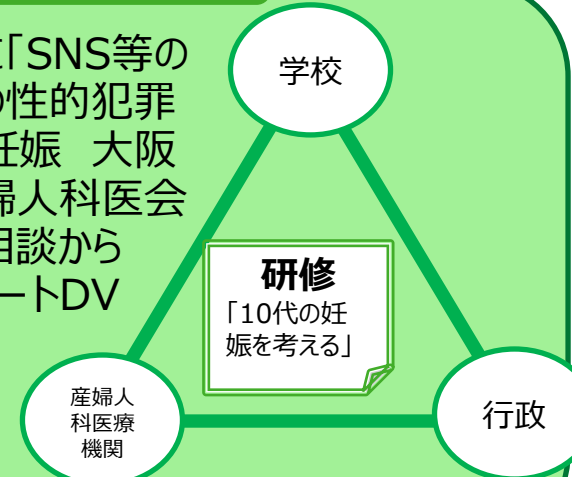 「SNS等の
性的犯罪
妊娠 大阪
婦人科医会
相談から
ートDV
学校
研修
「10代の妊
娠を考える」
産婦人
科医療
機関
行政